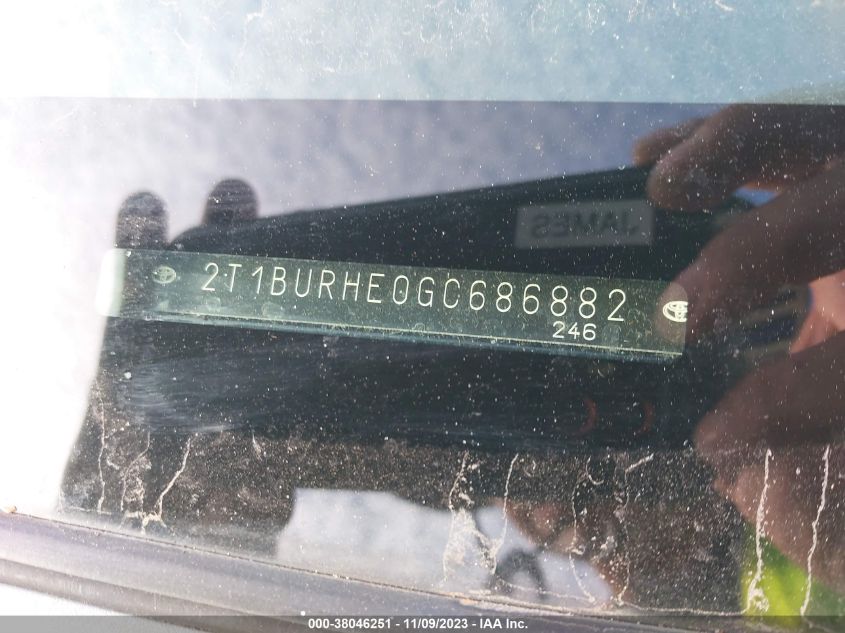 JAMES
2T1BURHE0GC686882
246
000-38046251 - 11/09/2023 - IAA Inc.